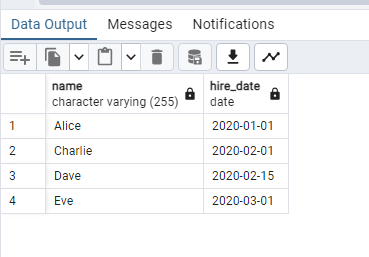 Data Output Messages Notifications
name hire_date
character varying (255) date
1 Alice 2020-01-01
2 Charlie 2020-02-01
3 Dave 2020-02-15
4 Eve 2020-03-01